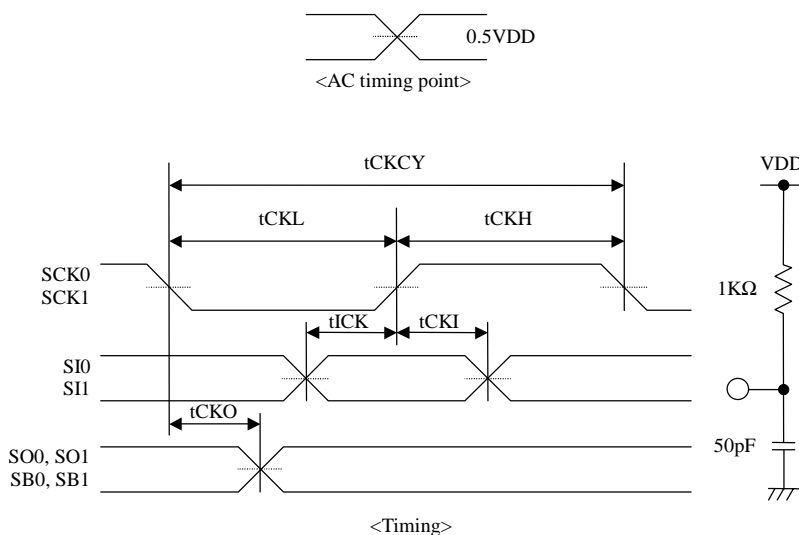 0.5VDD
<AC timing point>
tCKCY
VDD
tCKL
tCKH
SCK0
SCK1
1KΩ
tICK
tCKI
SI0
SI1
tCKO
SO0, SO1
SB0, SB1
50pF
<Timing>